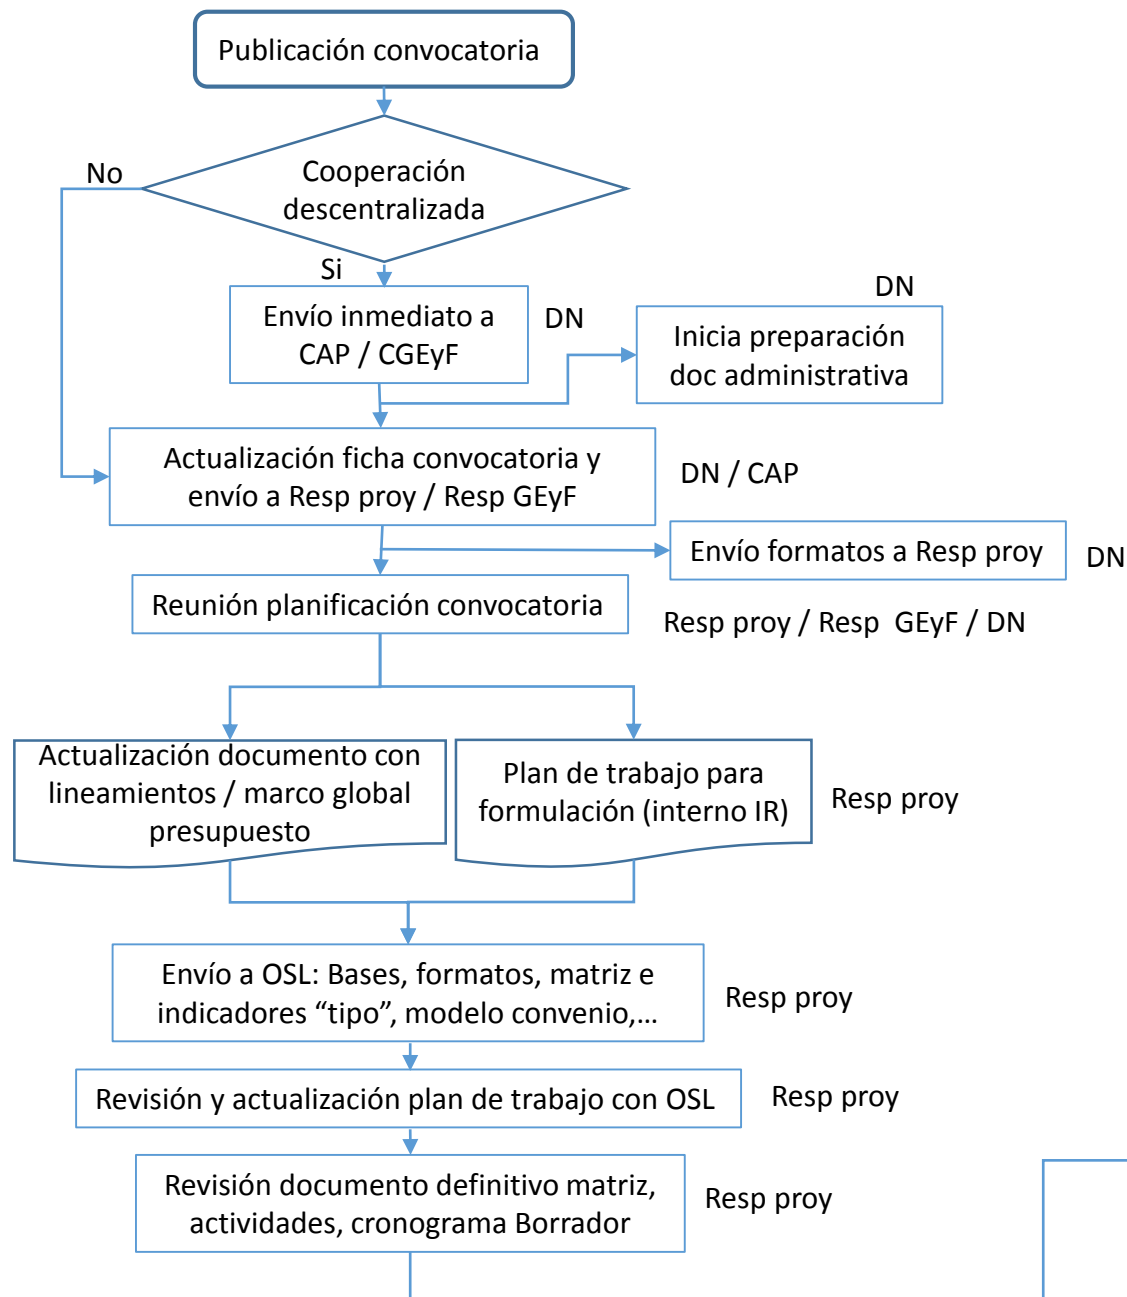 Publicación convocatoria
No
Cooperación
descentralizada
Si
Envío inmediato a
CAP / CGEyF
DN
DN
Inicia preparación
doc administrativa
Actualización ficha convocatoria y
envío a Resp proy / Resp GEyF
DN / CAP
Envío formatos a Resp proy
DN
Reunión planificación convocatoria
Resp proy / Resp GEyF / DN
Actualización documento con
lineamientos / marco global
presupuesto
Plan de trabajo para
formulación (interno IR)
Resp proy
Envío a OSL: Bases, formatos, matriz e
indicadores “tipo”, modelo convenio,...
Resp proy
Revisión y actualización plan de trabajo con OSL
Resp proy
Revisión documento definitivo matriz,
actividades, cronograma Borrador
Resp proy